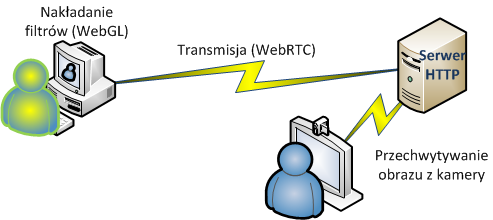 Nakładanie
filtrów (WebGL)
Transmisja (WebRTC)
Serwer
HTTP
Przechwytywanie
obrazu z kamery